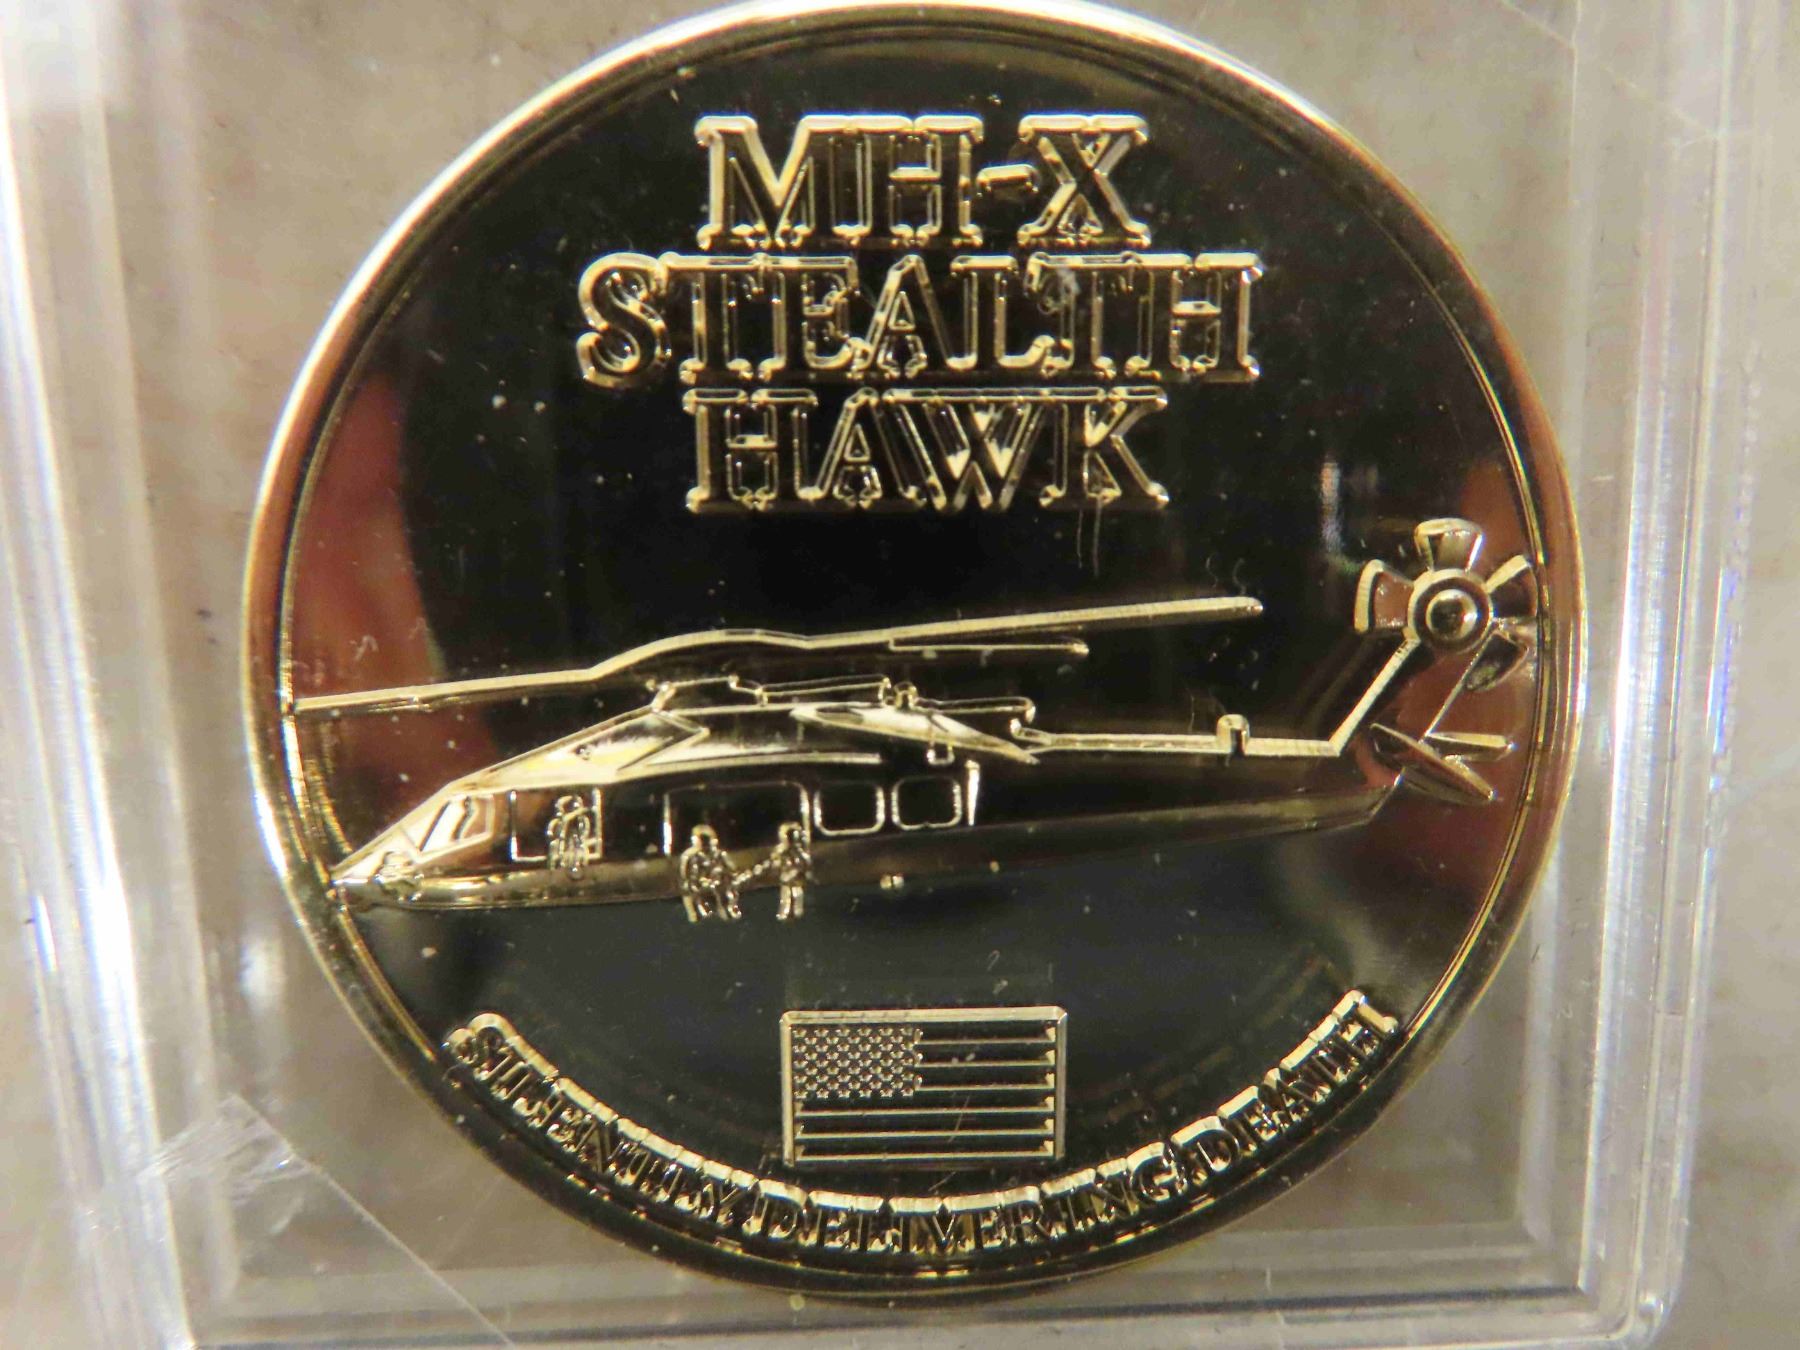 MH-X
STEALTH
HAWK
SILENTLY DELIVERING DEATH